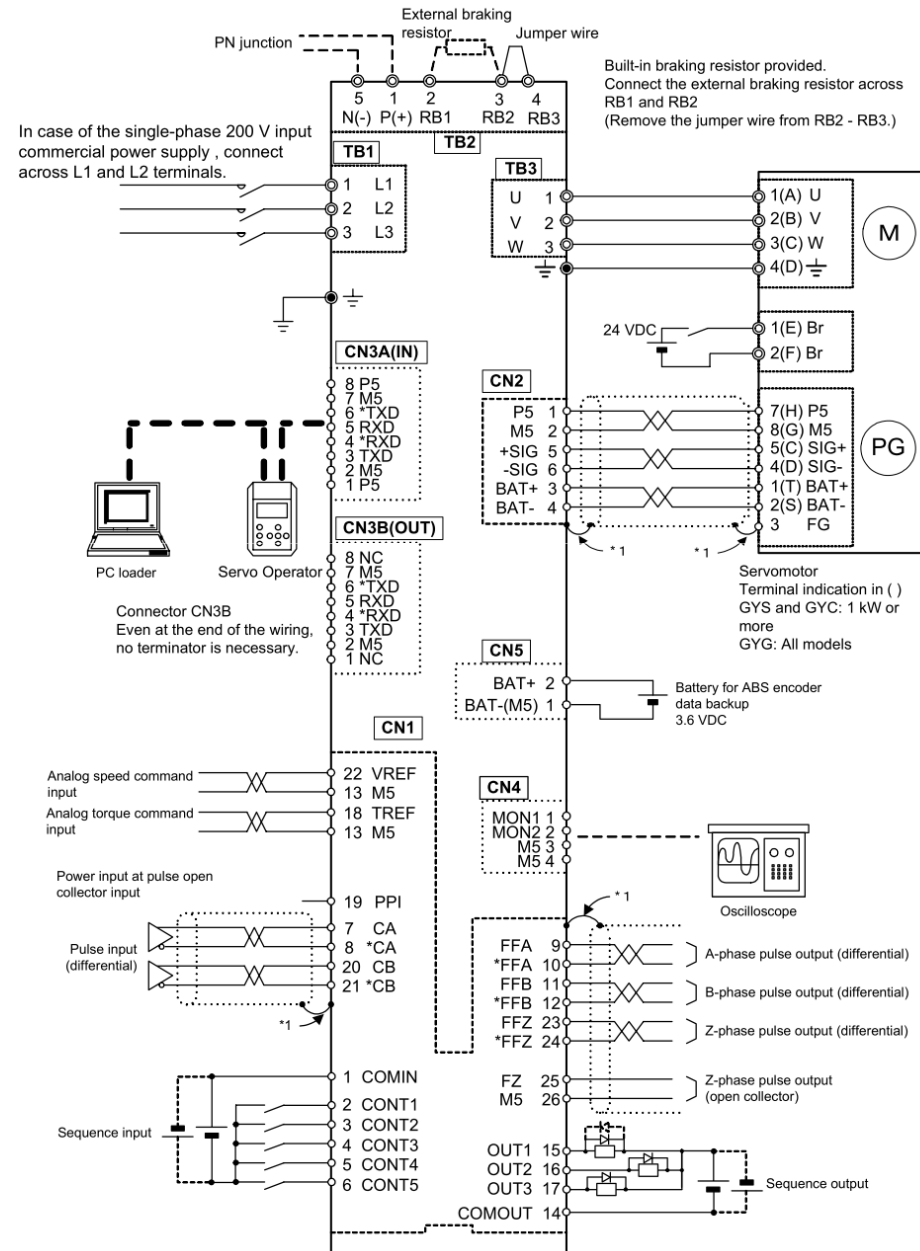 External braking
resistor
Jumper wire
PN junction
5 1 2 3 4
N(-) P(+) RB1 RB2 RB3
TB2
Built-in braking resistor provided.
Connect the external braking resistor across
RB1 and RB2
(Remove the jumper wire from RB2 - RB3.)
In case of the single-phase 200 V input
commercial power supply , connect
across L1 and L2 terminals.
TB1
1 L1
2 L2
3 L3
TB3
U 1
V 2
W 3
1(A) U
2(B) V
3(C) W
4(D)
M
24 VDC
1(E) Br
2(F) Br
CN3A(IN)
8 P5
7 M5
6 *TXD
5 RXD
4 *RXD
3 TXD
2 M5
1 P5
CN2
P5 1
M5 2
+SIG 5
-SIG 6
BAT+ 3
BAT- 4
*1
*1
7(H) P5
8(G) M5
5(C) SIG+
4(D) SIG-
1(T) BAT+
2(S) BAT-
3 FG
PG
PC loader
Servo Operator
CN3B(OUT)
8 NC
7 M5
6 *TXD
5 RXD
4 *RXD
3 TXD
2 M5
1 NC
Connector CN3B
Even at the end of the wiring,
no terminator is necessary.
Servomotor
Terminal indication in ( )
GYS and GYC: 1 kW or
more
GYG: All models
CN5
BAT+ 2
BAT-(M5) 1
Battery for ABS encoder
data backup
3.6 VDC
CN1
Analog speed command
input
22 VREF
13 M5
Analog torque command
input
18 TREF
13 M5
CN4
MON1 1
MON2 2
M5 3
M5 4
Oscilloscope
Power input at pulse open
collector input
19 PPI
Pulse input
(differential)
7 CA
8 *CA
20 CB
21 *CB
*1
*1
FFA 9
*FFA 10
A-phase pulse output (differential)
FFB 11
*FFB 12
B-phase pulse output (differential)
FFZ 23
*FFZ 24
Z-phase pulse output (differential)
FZ 25
M5 26
Z-phase pulse output
(open collector)
Sequence input
1 COMIN
2 CONT1
3 CONT2
4 CONT3
5 CONT4
6 CONT5
OUT1 15
OUT2 16
OUT3 17
COMOUT 14
Sequence output